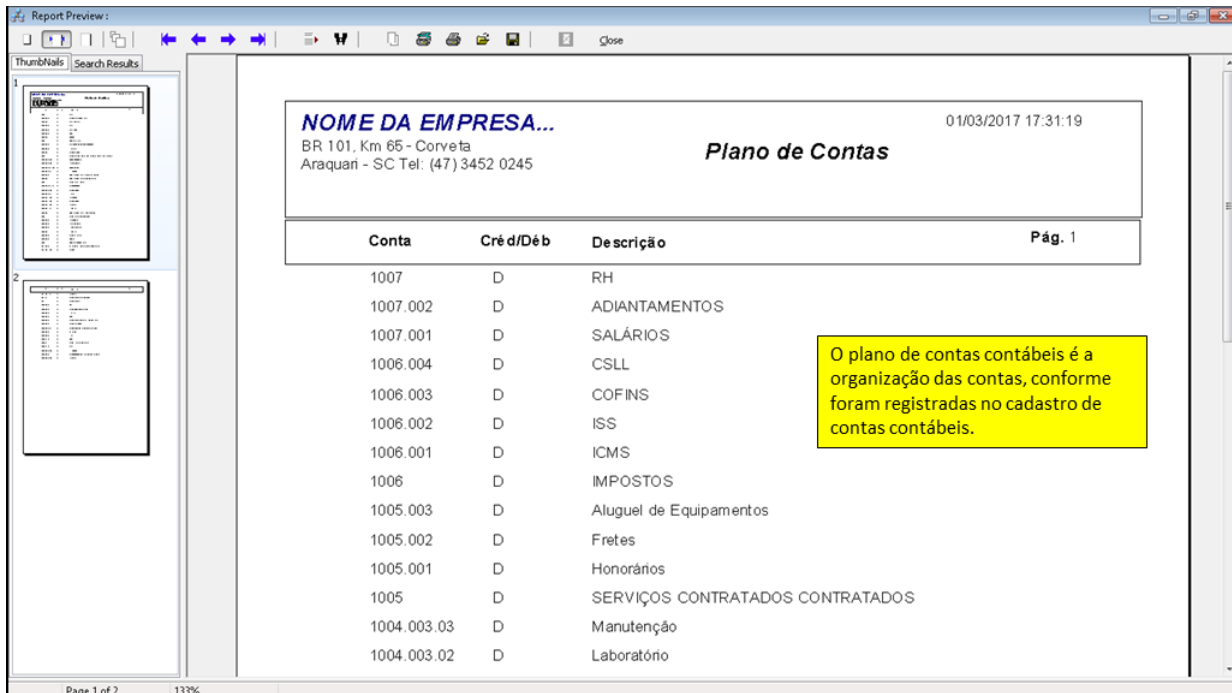 Report Preview :
Close
ThumbNails Search Results
1
2
NOME DA EMPRESA...
01/03/2017 17:31:19
BR 101, Km 65 - Corveta
Plano de Contas
Araquari - SC Tel: (47) 3452 0245
Conta Créd/Déb Descrição Pág. 1
1007 D RH
1007.002 D ADIANTAMENTOS
1007.001 D SALÁRIOS
1006.004 D CSLL
1006.003 D COFINS
1006.002 D ISS
1006.001 D ICMS
1006 D IMPOSTOS
1005.003 D Aluguel de Equipamentos
1005.002 D Fretes
1005.001 D Honorários
1005 D SERVIÇOS CONTRATADOS CONTRATADOS
1004.003.03 D Manutenção
1004.003.02 D Laboratório
O plano de contas contábeis é a
organização das contas, conforme
foram registradas no cadastro de
contas contábeis.
Page 1 of 2 133%